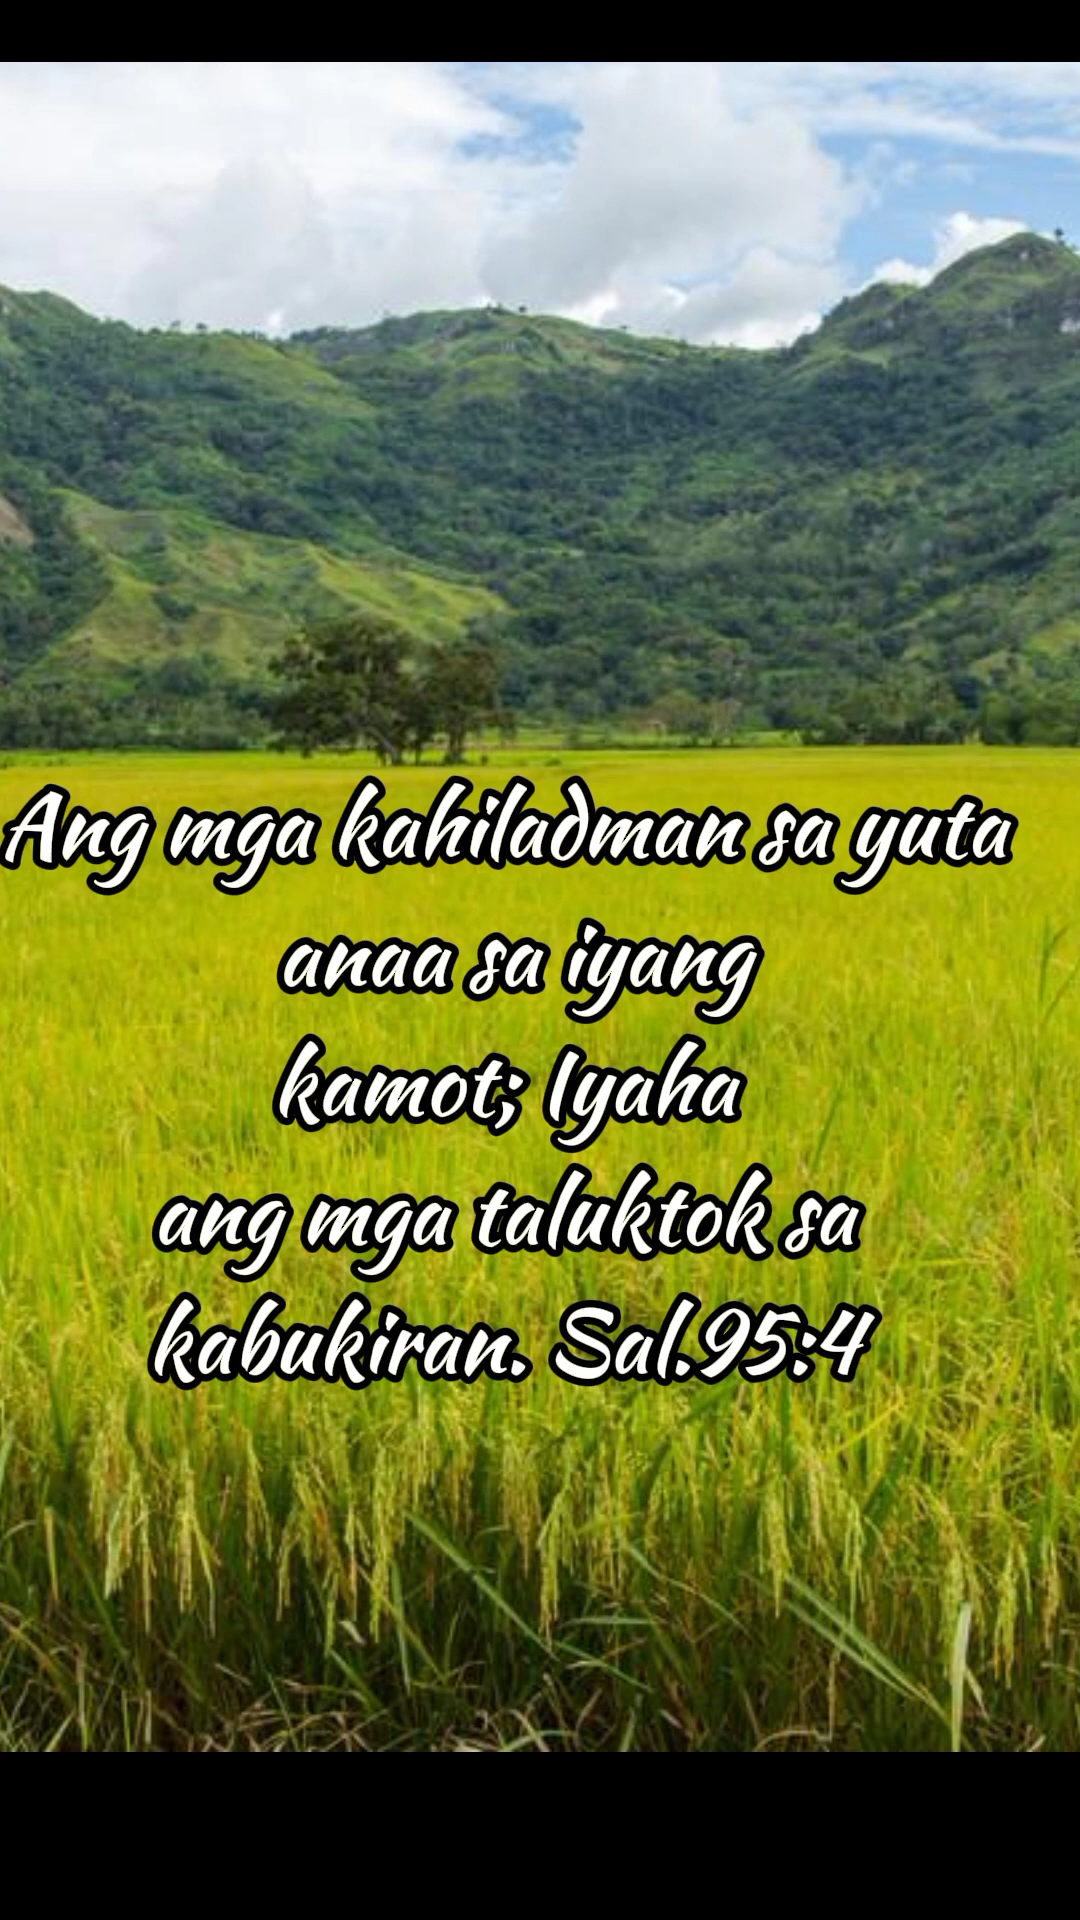 Ang mga kahiladman sa yuta
anaa sa iyang
kamot; Iyaha
ang mga taluktok sa
kabukiran. Sal.95:4